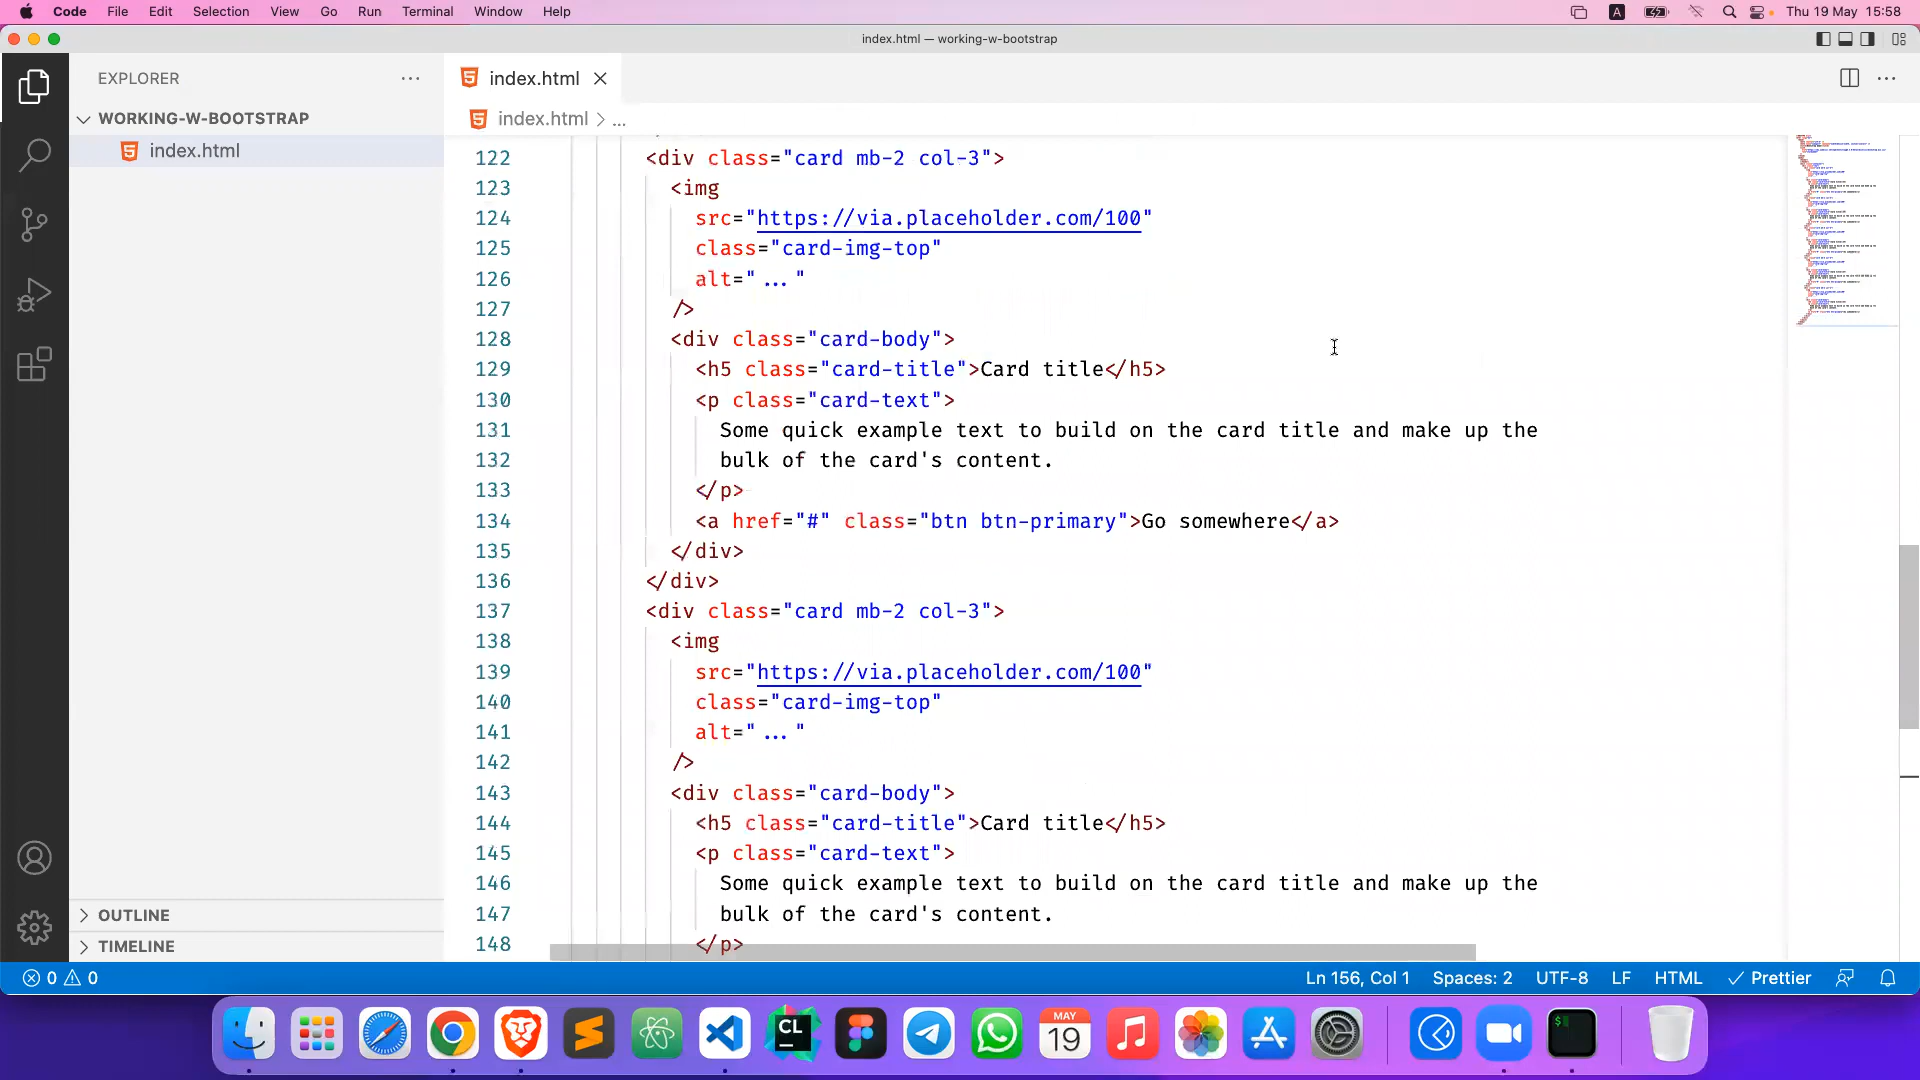 Code File Edit Selection View Go Run Terminal Window Help A Thu 19 May 15:58
index.html — working-w-bootstrap
EXPLORER
index.html
WORKING-W-BOOTSTRAP
index.html > ...
index.html
122 <div class="card mb-2 col-3">
123 <img
124 src="https://via.placeholder.com/100"
125 class="card-img-top"
126 alt="..."
127 />
128 <div class="card-body">
129 <h5 class="card-title">Card title</h5>
130 <p class="card-text">
131 Some quick example text to build on the card title and make up the
132 bulk of the card's content.
133 </p>
134 <a href="#" class="btn btn-primary">Go somewhere</a>
135 </div>
136 </div>
137 <div class="card mb-2 col-3">
138 <img
139 src="https://via.placeholder.com/100"
140 class="card-img-top"
141 alt="..."
142 />
143 <div class="card-body">
144 <h5 class="card-title">Card title</h5>
145 <p class="card-text">
146 Some quick example text to build on the card title and make up the
147 bulk of the card's content.
148 </p>
OUTLINE
TIMELINE
0 0 Ln 156, Col 1 Spaces: 2 UTF-8 LF HTML Prettier
CL
MAY
19
$